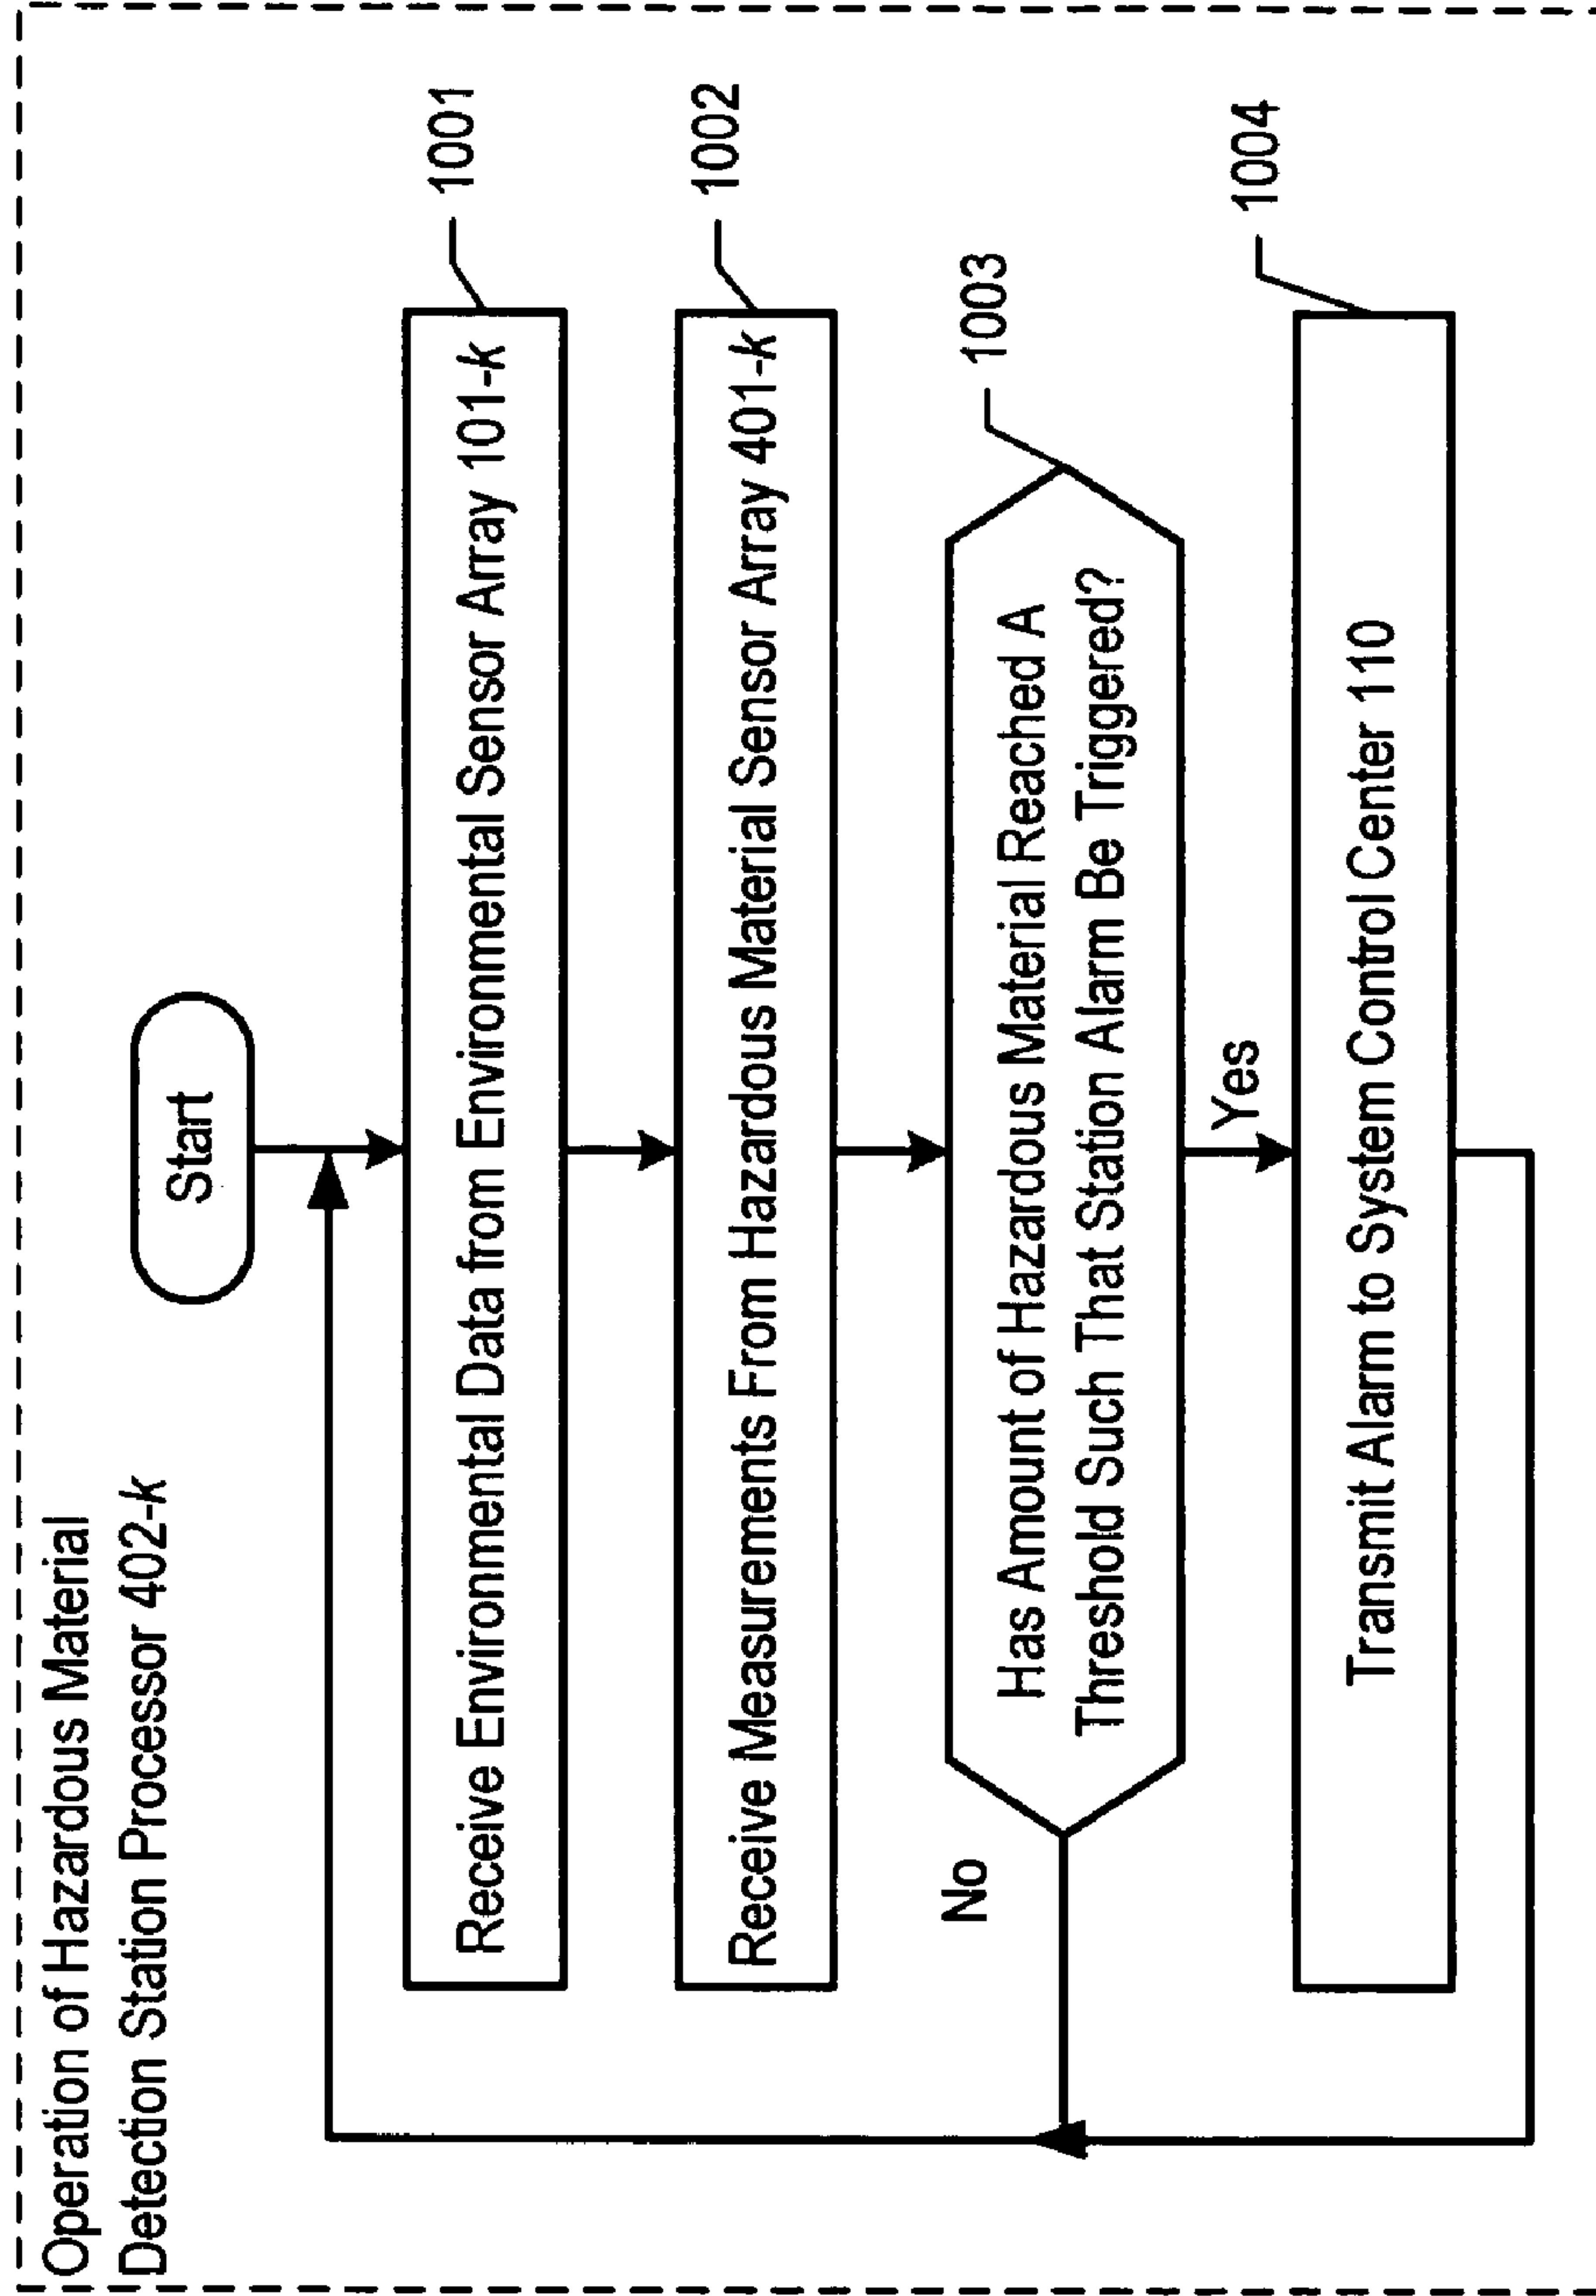 Operation of Hazardous Material
Detection Station Processor 402-k
Start
Receive Environmental Data from Environmental Sensor Array 101-k
1001
Receive Measurements From Hazardous Material Sensor Array 401-k
1002
Has Amount of Hazardous Material Reached A
Threshold Such That Station Alarm Be Triggered?
1003
No
Yes
Transmit Alarm to System Control Center 110
1004